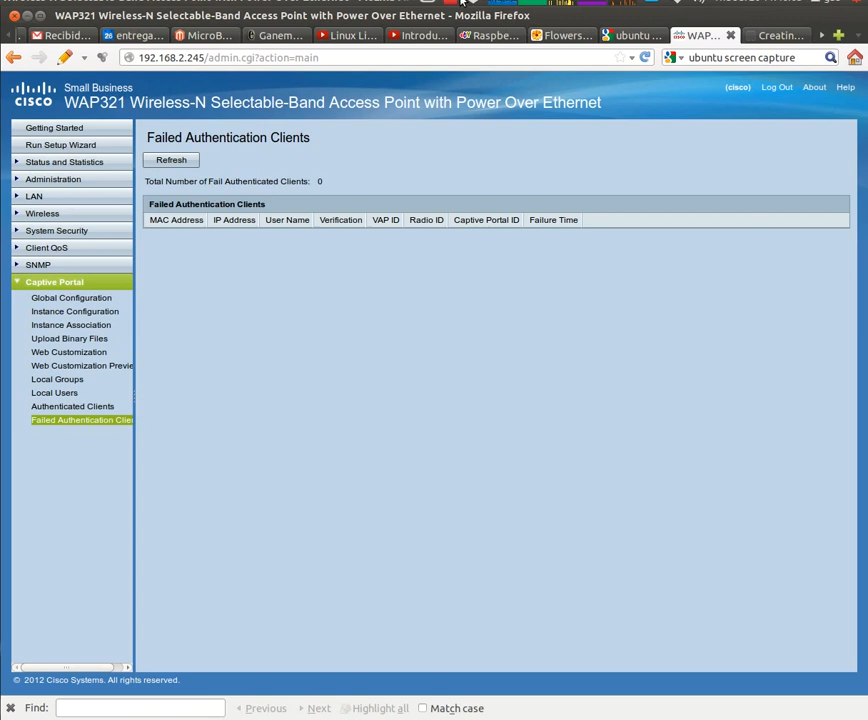 WAP321 Wireless-N Selectable-Band Access Point with Power Over Ethernet - Mozilla Firefox
Recibid... entrega... MicroB... Ganem... Linux Li... Introdu... Raspbe... Flowers... ubuntu ... WAP... Creatin...
192.168.2.245/admin.cgi?action=main
ubuntu screen capture
Small Business
cisco WAP321 Wireless-N Selectable-Band Access Point with Power Over Ethernet
(cisco) Log Out About Help
Getting Started
Run Setup Wizard
Status and Statistics
Administration
LAN
Wireless
System Security
Client QoS
SNMP
Captive Portal
Global Configuration
Instance Configuration
Instance Association
Upload Binary Files
Web Customization
Web Customization Previe
Local Groups
Local Users
Authenticated Clients
Failed Authentication Clien
Failed Authentication Clients
Refresh
Total Number of Fail Authenticated Clients: 0
Failed Authentication Clients
MAC Address IP Address User Name Verification VAP ID Radio ID Captive Portal ID Failure Time
© 2012 Cisco Systems. All rights reserved.
Find: Previous Next Highlight all Match case